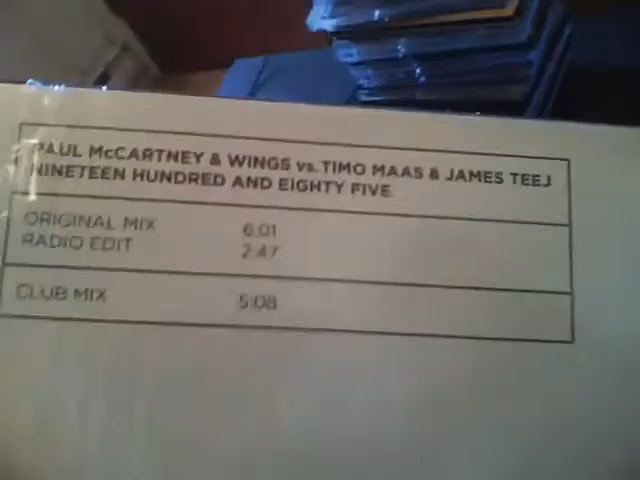 PAUL McCARTNEY & WINGS vs. TIMO MAAS & JAMES TEEJ
NINETEEN HUNDRED AND EIGHTY FIVE
ORIGINAL MIX 6.01
RADIO EDIT 2.47
CLUB MIX 5:08